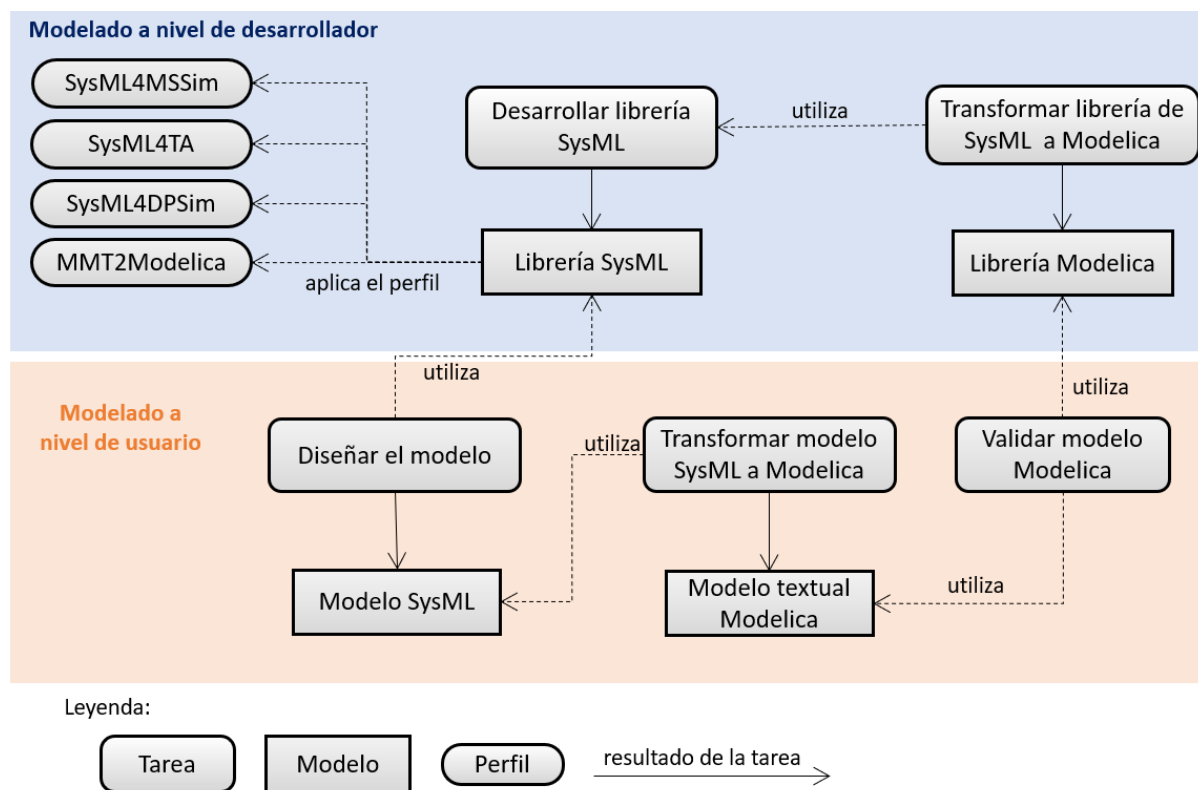 Modelado a nivel de desarrollador
SysML4MSSim
SysML4TA
SysML4DPSim
MMT2Modelica
Desarrollar librería
SysML
utiliza
Transformar librería de
SysML a Modelica
aplica el perfil
Librería SysML
Librería Modelica
utiliza
utiliza
Modelado a
nivel de usuario
Diseñar el modelo
utiliza
Transformar modelo
SysML a Modelica
Validar modelo
Modelica
Modelo SysML
Modelo textual
Modelica
utiliza
Leyenda:
Tarea
Modelo
Perfil
resultado de la tarea